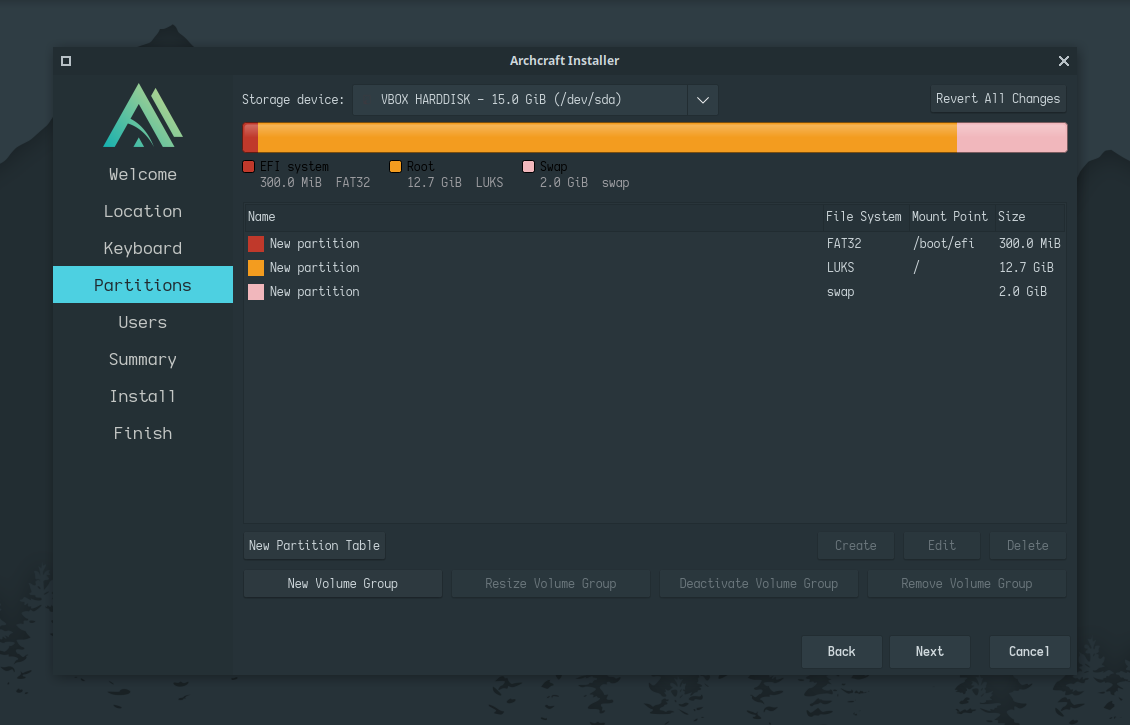 Archcraft Installer
Welcome
Location
Keyboard
Partitions
Users
Summary
Install
Finish
Storage device: VBOX HARDDISK - 15.0 GiB (/dev/sda) Revert All Changes
EFI system Root Swap
300.0 MiB FAT32 12.7 GiB LUKS 2.0 GiB swap
Name File System Mount Point Size
New partition FAT32 /boot/efi 300.0 MiB
New partition LUKS / 12.7 GiB
New partition swap 2.0 GiB
New Partition Table Create Edit Delete
New Volume Group Resize Volume Group Deactivate Volume Group Remove Volume Group
Back Next Cancel